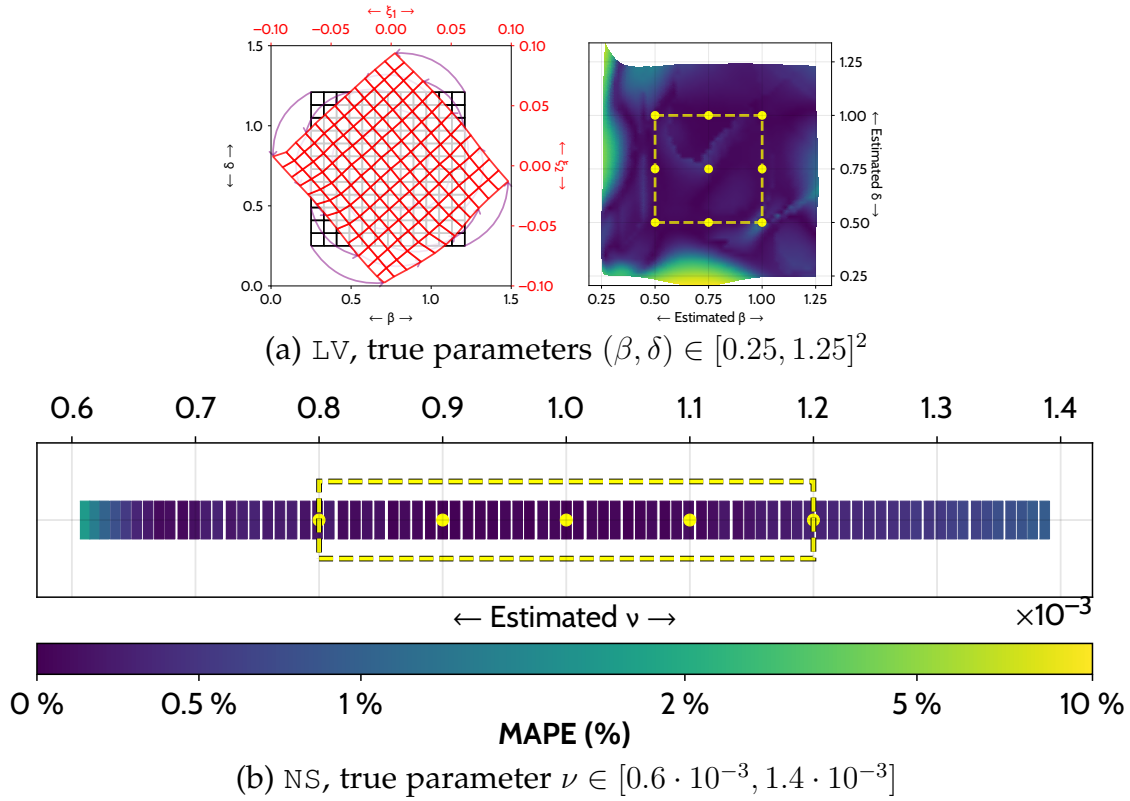 ← ξ₁ →
−0.10 −0.05 0.00 0.05 0.10
1.5 1.0 0.5 0.0
← δ →
0.10 0.05 0.00 −0.05 −0.10
← ξ₂ →
0.0 0.5 1.0 1.5
← β →
1.25 1.00 0.75 0.50 0.25
← Estimated δ →
0.25 0.50 0.75 1.00 1.25
← Estimated β →
(a) LV, true parameters (β, δ) ∈ [0.25, 1.25]²
0.6 0.7 0.8 0.9 1.0 1.1 1.2 1.3 1.4
← Estimated ν →
×10⁻³
0 % 0.5 % 1 % 2 % 5 % 10 %
MAPE (%)
(b) NS, true parameter ν ∈ [0.6 · 10⁻³, 1.4 · 10⁻³]